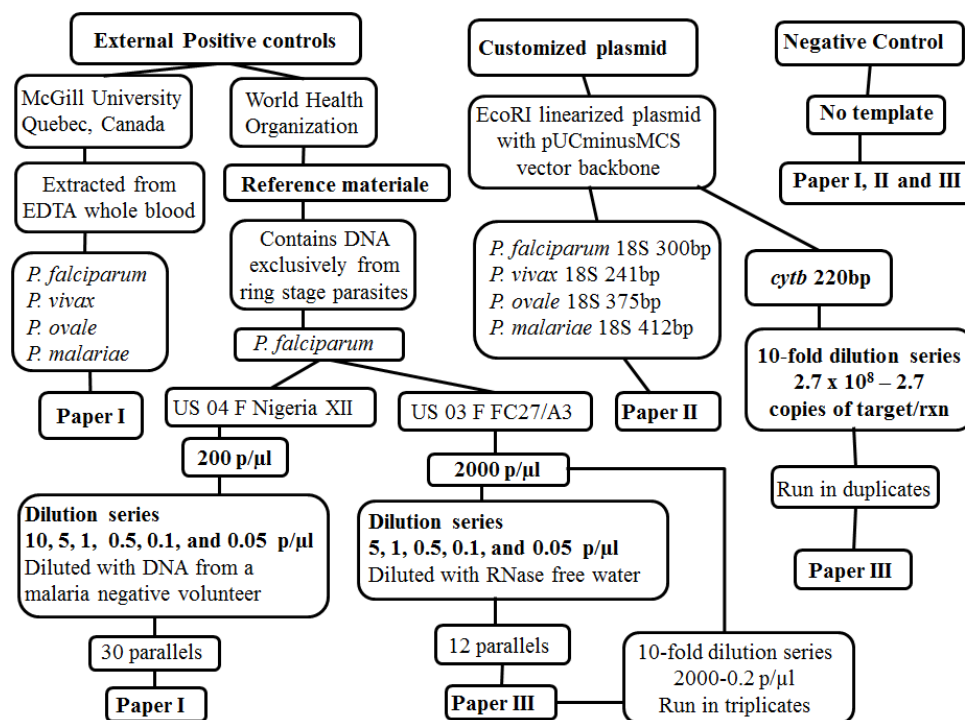 External Positive controls
McGill University
Quebec, Canada
Extracted from
EDTA whole blood
P. falciparum
P. vivax
P. ovale
P. malariae
Paper I
World Health
Organization
Reference materiale
Contains DNA
exclusively from
ring stage parasites
P. falciparum
US 04 F Nigeria XII
200 p/µl
Dilution series
10, 5, 1, 0.5, 0.1, and 0.05 p/µl
Diluted with DNA from a
malaria negative volunteer
30 parallels
Paper I
US 03 F FC27/A3
2000 p/µl
Dilution series
5, 1, 0.5, 0.1, and 0.05 p/µl
Diluted with RNase free water
12 parallels
Paper III
10-fold dilution series
2000-0.2 p/µl
Run in triplicates
Customized plasmid
EcoRI linearized plasmid
with pUCminusMCS
vector backbone
P. falciparum 18S 300bp
P. vivax 18S 241bp
P. ovale 18S 375bp
P. malariae 18S 412bp
Paper II
cytb 220bp
10-fold dilution series
2.7 x 10⁸ – 2.7
copies of target/rxn
Run in duplicates
Paper III
Negative Control
No template
Paper I, II and III